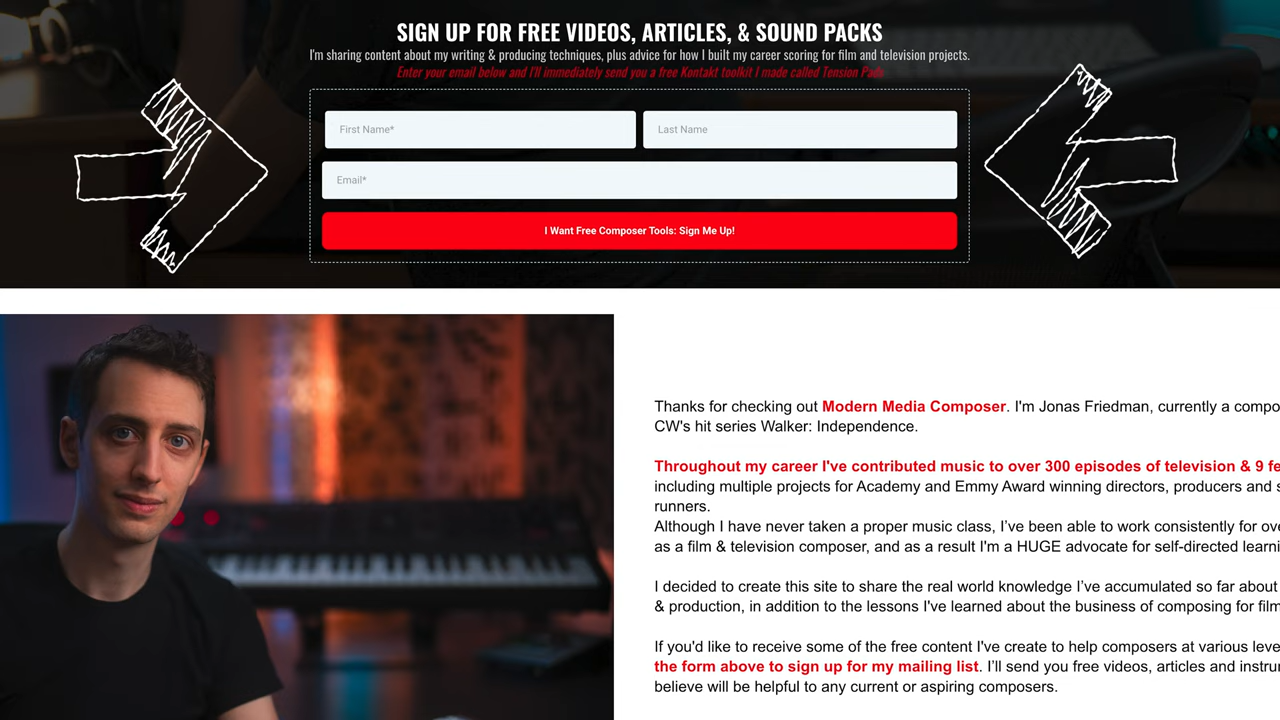 SIGN UP FOR FREE VIDEOS, ARTICLES, & SOUND PACKS
I'm sharing content about my writing & producing techniques, plus advice for how I built my career scoring for film and television projects.
Enter your email below and I'll immediately send you a free Kontakt toolkit I made called Tension Pads
First Name*
Last Name
Email*
I Want Free Composer Tools: Sign Me Up!
Thanks for checking out Modern Media Composer. I'm Jonas Friedman, currently a compo
CW's hit series Walker: Independence.
Throughout my career I've contributed music to over 300 episodes of television & 9 fe
including multiple projects for Academy and Emmy Award winning directors, producers and s
runners.
Although I have never taken a proper music class, I've been able to work consistently for ove
as a film & television composer, and as a result I'm a HUGE advocate for self-directed learni
I decided to create this site to share the real world knowledge I've accumulated so far about
& production, in addition to the lessons I've learned about the business of composing for film
If you'd like to receive some of the free content I've create to help composers at various leve
the form above to sign up for my mailing list. I'll send you free videos, articles and instru
believe will be helpful to any current or aspiring composers.